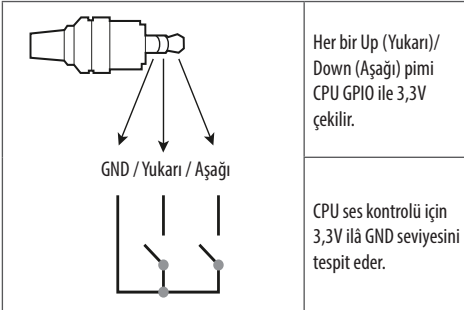 Her bir Up (Yukarı)/
Down (Aşağı) pimi
CPU GPIO ile 3,3V
çekilir.
GND / Yukarı / Aşağı
CPU ses kontrolü için
3,3V ilâ GND seviyesini
tespit eder.